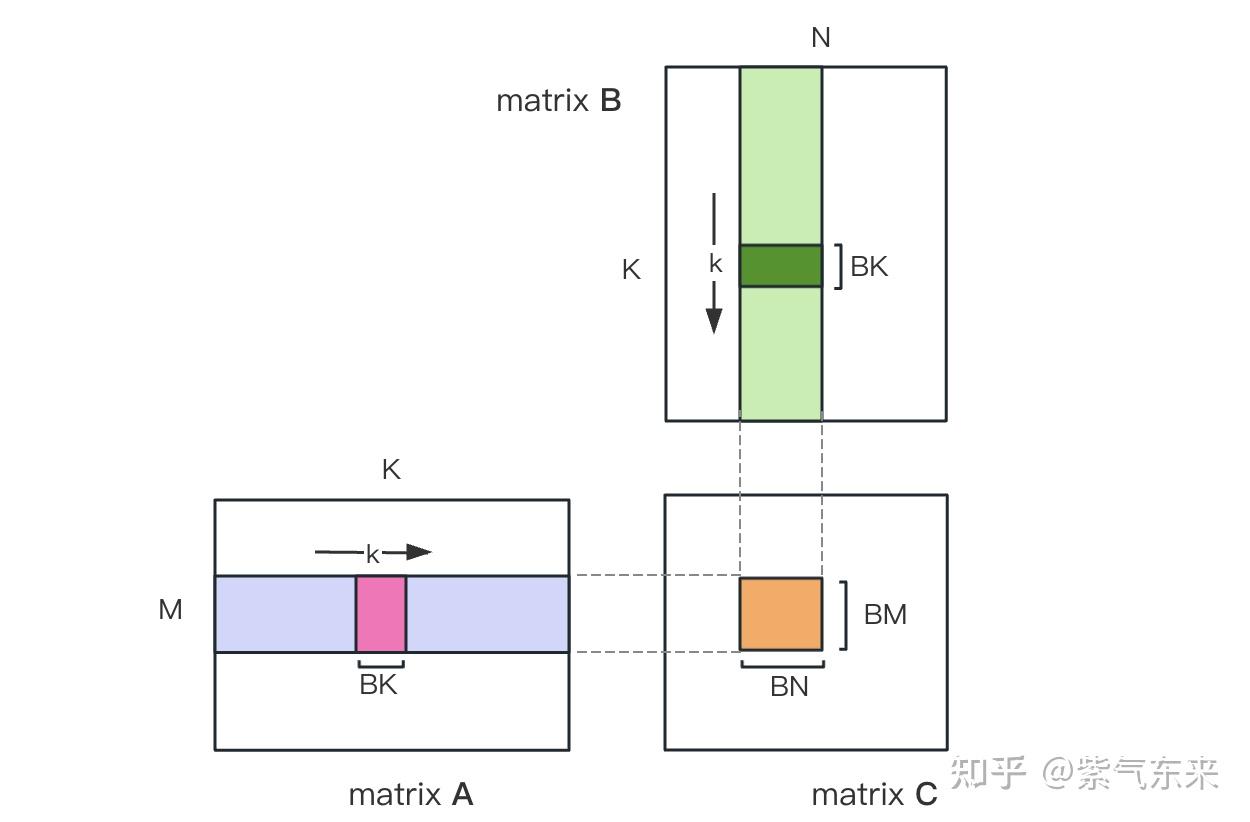 N
matrix B
K
k
BK
K
k
M
BK
BM
BN
matrix A
matrix C
知乎 @紫气东来